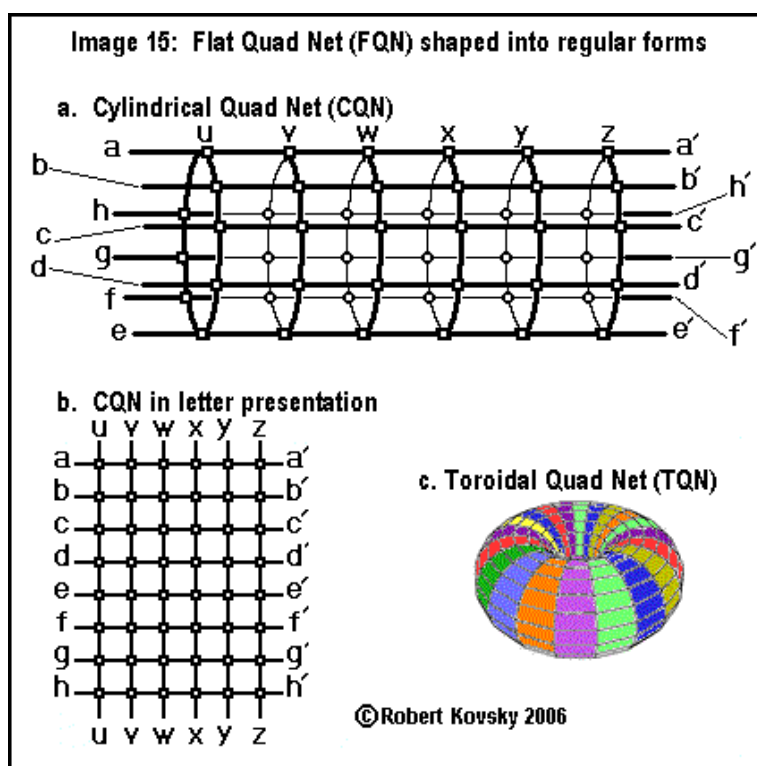 Image 15: Flat Quad Net (FQN) shaped into regular forms
a. Cylindrical Quad Net (CQN)
u v w x y z
a a′
b b′
h h′
c c′
g g′
d d′
f f′
e e′
b. CQN in letter presentation
u v w x y z
a a′
b b′
c c′
d d′
e e′
f f′
g g′
h h′
u v w x y z
c. Toroidal Quad Net (TQN)
©Robert Kovsky 2006